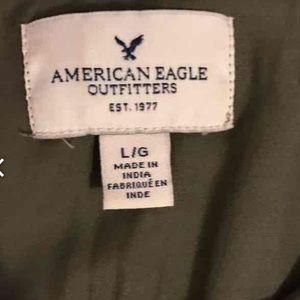 AMERICAN EAGLE
OUTFITTERS
EST. 1977
L/G
MADE IN
INDIA
FABRIQUÉ EN
INDE